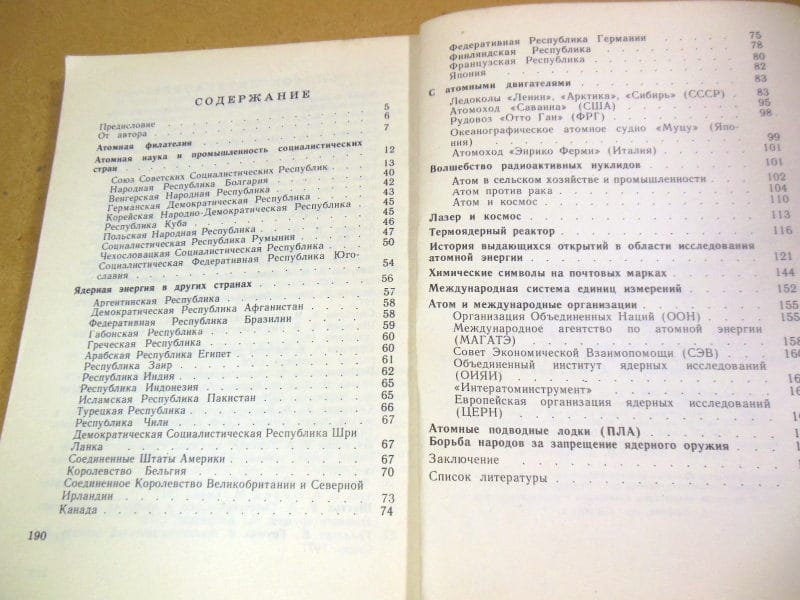 СОДЕРЖАНИЕ
Предисловие 5
От автора 6
Атомная филателия 7
Атомная наука и промышленность социалистических
стран 12
Союз Советских Социалистических Республик 13
Народная Республика Болгария 40
Венгерская Народная Республика 42
Германская Демократическая Республика 43
Корейская Народно-Демократическая Республика 45
Республика Куба 45
Польская Народная Республика 46
Социалистическая Республика Румыния 47
Чехословацкая Социалистическая Республика 50
Социалистическая Федеративная Республика Юго-
славия 54
Ядерная энергия в других странах 56
Аргентинская Республика 57
Демократическая Республика Афганистан 58
Федеративная Республика Бразилии 58
Габонская Республика 59
Греческая Республика 60
Арабская Республика Египет 60
Республика Заир 61
Республика Индия 62
Республика Индонезия 65
Исламская Республика Пакистан 65
Турецкая Республика 66
Республика Чили 67
Демократическая Социалистическая Республика Шри
Ланка 67
Соединенные Штаты Америки 67
Королевство Бельгия 70
Соединенное Королевство Великобритании и Северной
Ирландии 73
Канада 74
190
Федеративная Республика Германии 75
Финляндская Республика 78
Французская Республика 80
Япония 82
С атомными двигателями 83
Ледоколы «Ленин», «Арктика», «Сибирь» (СССР) 83
Атомоход «Саванна» (США) 95
Рудовоз «Отто Ган» (ФРГ) 98
Океанографическое атомное судно «Муцу» (Япо-
ния) 99
Атомоход «Энрико Ферми» (Италия) 101
Волшебство радиоактивных нуклидов 101
Атом в сельском хозяйстве и промышленности 102
Атом против рака 104
Атом и космос 110
Лазер и космос 113
Термоядерный реактор 116
История выдающихся открытий в области исследования
атомной энергии 121
Химические символы на почтовых марках 144
Международная система единиц измерений 152
Атом и международные организации 155
Организация Объединенных Наций (ООН) 155
Международное агентство по атомной энергии
(МАГАТЭ) 158
Совет Экономической Взаимопомощи (СЭВ) 160
Объединенный институт ядерных исследований
(ОИЯИ)
«Интератоминструмент»
Европейская организация ядерных исследований
(ЦЕРН)
Атомные подводные лодки (ПЛА)
Борьба народов за запрещение ядерного оружия
Заключение
Список литературы